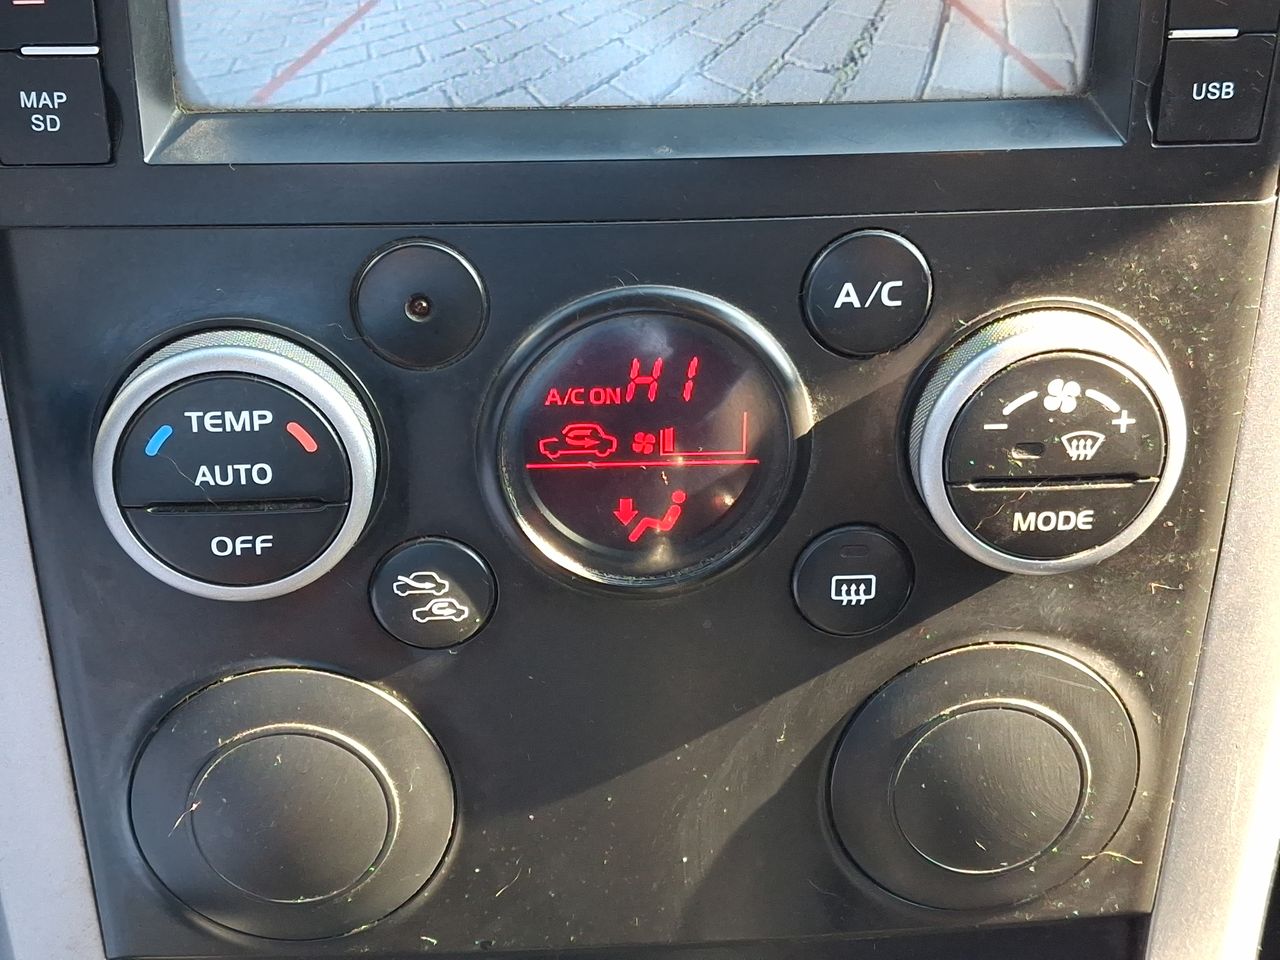 MAP
SD
USB
A/C
HI
A/C ON
TEMP
AUTO
OFF
- +
MODE